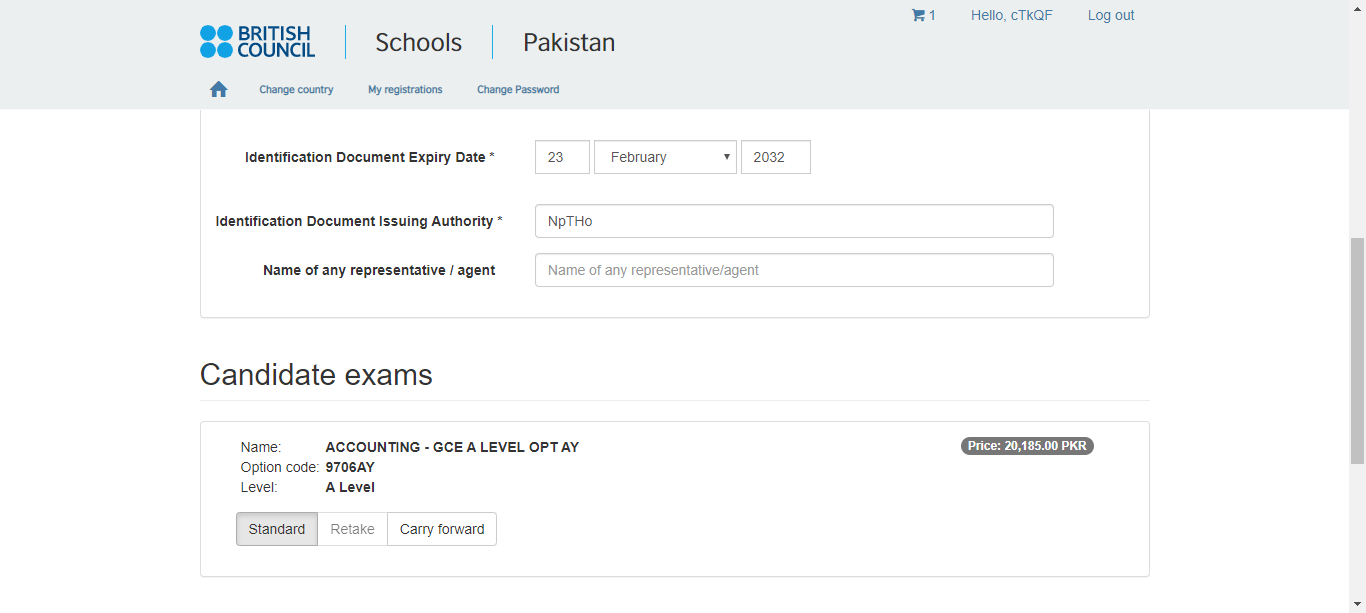 1 Hello, cTkQF Log out
BRITISH COUNCIL Schools Pakistan
Change country My registrations Change Password
Identification Document Expiry Date * 23 February 2032
Identification Document Issuing Authority * NpTHo
Name of any representative / agent Name of any representative/agent
Candidate exams
Name: ACCOUNTING - GCE A LEVEL OPT AY Price: 20,185.00 PKR
Option code: 9706AY
Level: A Level
Standard Retake Carry forward